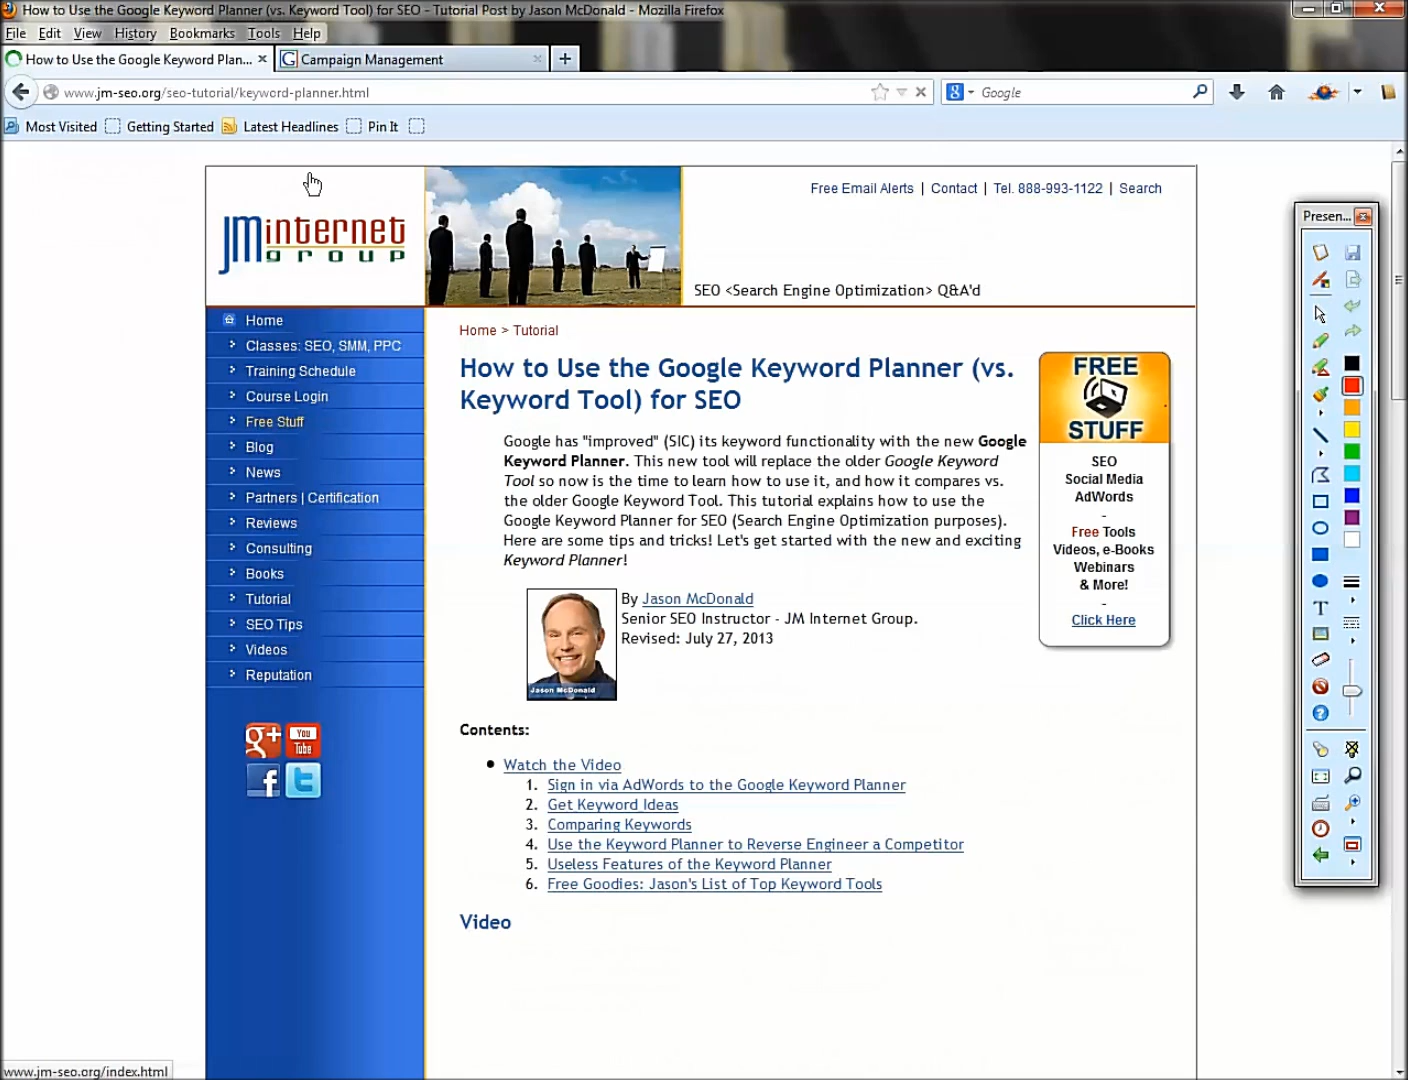 How to Use the Google Keyword Planner (vs. Keyword Tool) for SEO - Tutorial Post by Jason McDonald - Mozilla Firefox
File Edit View History Bookmarks Tools Help
How to Use the Google Keyword Plan... Campaign Management
www.jm-seo.org/seo-tutorial/keyword-planner.html Google
Most Visited Getting Started Latest Headlines Pin It
Free Email Alerts | Contact | Tel. 888-993-1122 | Search
JMinternet
group
SEO <Search Engine Optimization> Q&A'd
Presen...
Home
Classes: SEO, SMM, PPC
Training Schedule
Course Login
Free Stuff
Blog
News
Partners | Certification
Reviews
Consulting
Books
Tutorial
SEO Tips
Videos
Reputation
You
Tube
Home > Tutorial
How to Use the Google Keyword Planner (vs.
Keyword Tool) for SEO
Google has "improved" (SIC) its keyword functionality with the new Google
Keyword Planner. This new tool will replace the older Google Keyword
Tool so now is the time to learn how to use it, and how it compares vs.
the older Google Keyword Tool. This tutorial explains how to use the
Google Keyword Planner for SEO (Search Engine Optimization purposes).
Here are some tips and tricks! Let's get started with the new and exciting
Keyword Planner!
By Jason McDonald
Senior SEO Instructor - JM Internet Group.
Revised: July 27, 2013
Jason McDonald
Contents:
Watch the Video
1. Sign in via AdWords to the Google Keyword Planner
2. Get Keyword Ideas
3. Comparing Keywords
4. Use the Keyword Planner to Reverse Engineer a Competitor
5. Useless Features of the Keyword Planner
6. Free Goodies: Jason's List of Top Keyword Tools
Video
FREE
STUFF
SEO
Social Media
AdWords
-
Free Tools
Videos, e-Books
Webinars
& More!
-
Click Here
www.jm-seo.org/index.html